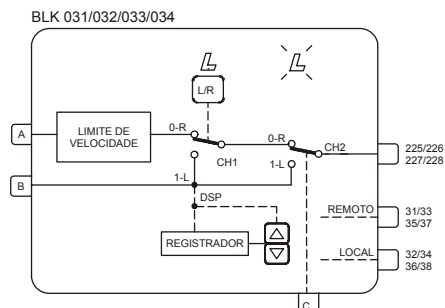 BLK 031/032/033/034
L
L
L/R
A
LIMITE DE
VELOCIDADE
0-R
CH1
1-L
0-R
CH2
1-L
225/226
227/228
B
DSP
REGISTRADOR
REMOTO
31/33
35/37
LOCAL
32/34
36/38
C